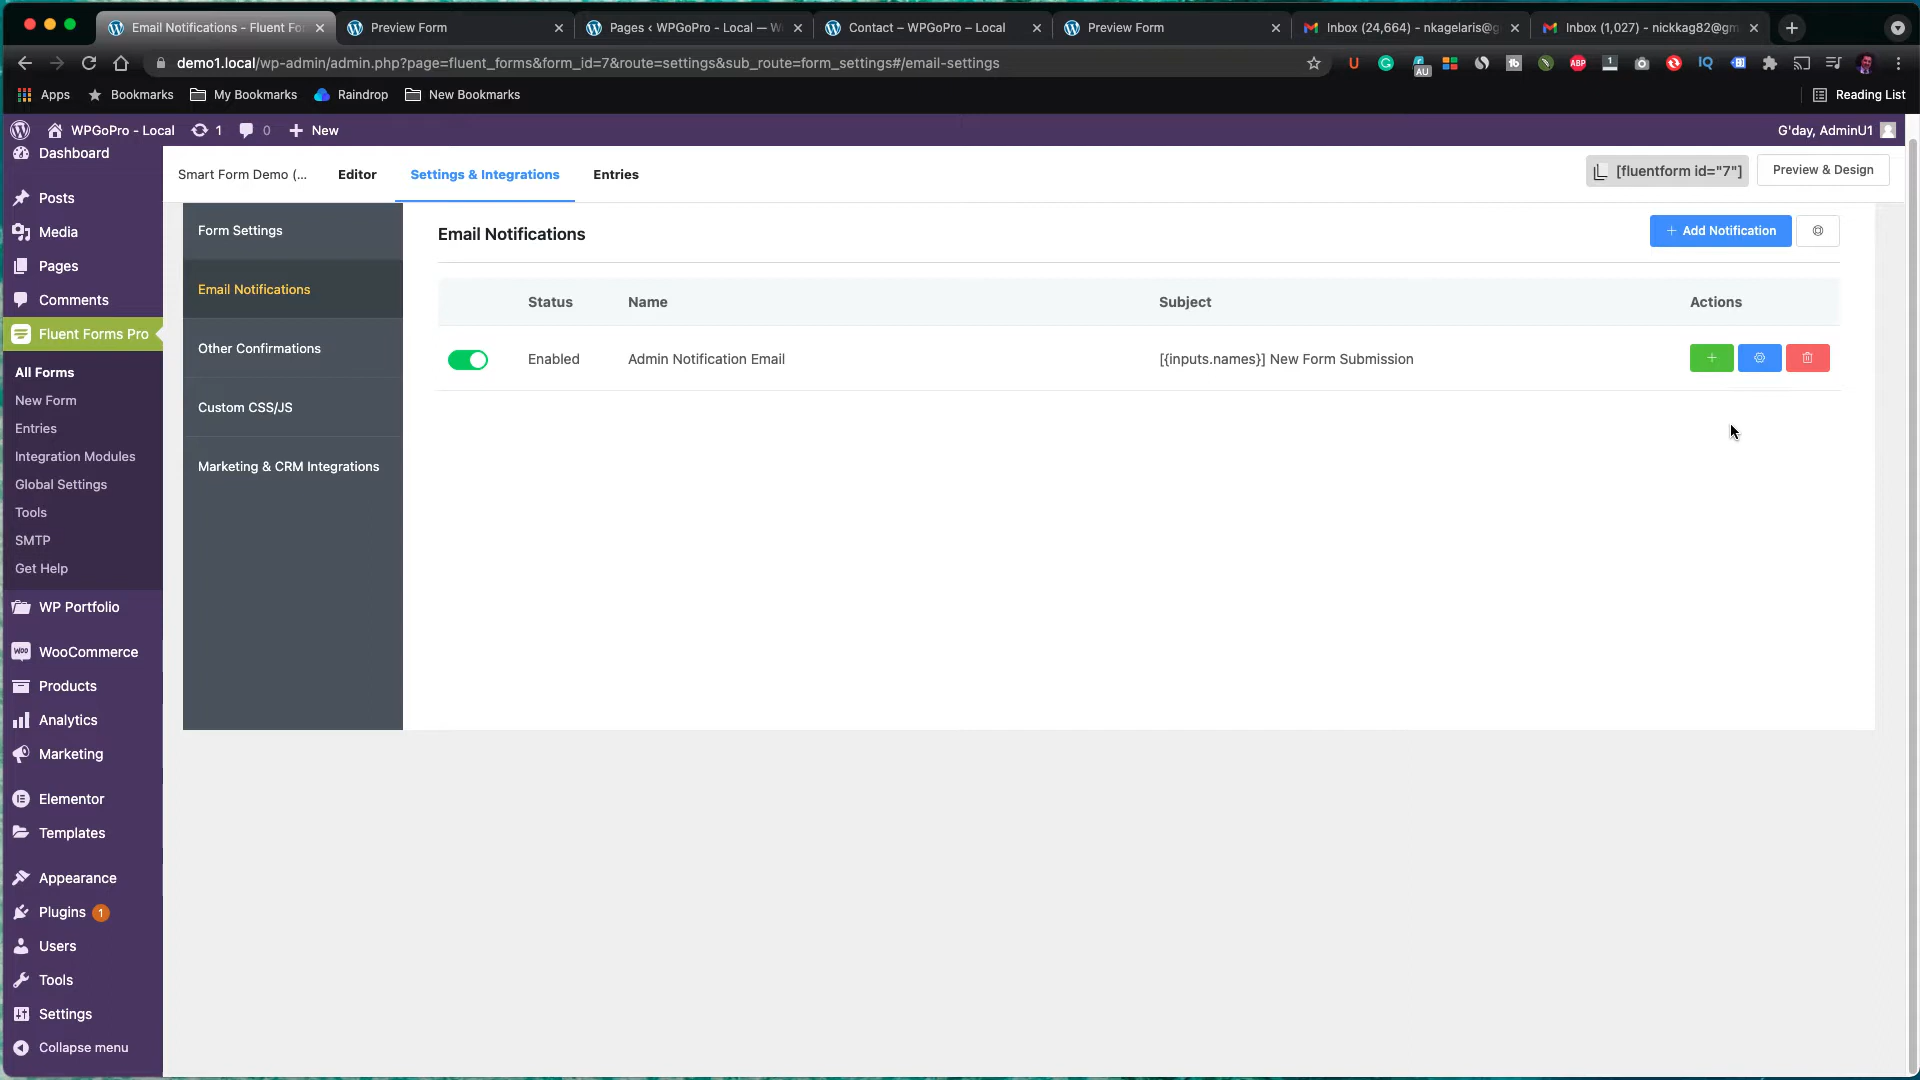 Email Notifications - Fluent Fo
Preview Form
Pages ‹ WPGoPro - Local — W
Contact – WPGoPro - Local
Preview Form
Inbox (24,664) - nkagelaris@g
Inbox (1,027) - nickkag82@gm
demo1.local/wp-admin/admin.php?page=fluent_forms&form_id=7&route=settings&sub_route=form_settings#/email-settings
AU
ABP
1
IQ
Apps
Bookmarks
My Bookmarks
Raindrop
New Bookmarks
Reading List
WPGoPro - Local
1
0
New
G'day, AdminU1
Dashboard
Posts
Media
Pages
Comments
Fluent Forms Pro
All Forms
New Form
Entries
Integration Modules
Global Settings
Tools
SMTP
Get Help
WP Portfolio
WooCommerce
Products
Analytics
Marketing
Elementor
Templates
Appearance
Plugins 1
Users
Tools
Settings
Collapse menu
Smart Form Demo (...
Editor
Settings & Integrations
Entries
[fluentform id="7"]
Preview & Design
Form Settings
Email Notifications
Other Confirmations
Custom CSS/JS
Marketing & CRM Integrations
Email Notifications
+ Add Notification
Status Name Subject Actions
Enabled Admin Notification Email [{inputs.names}] New Form Submission